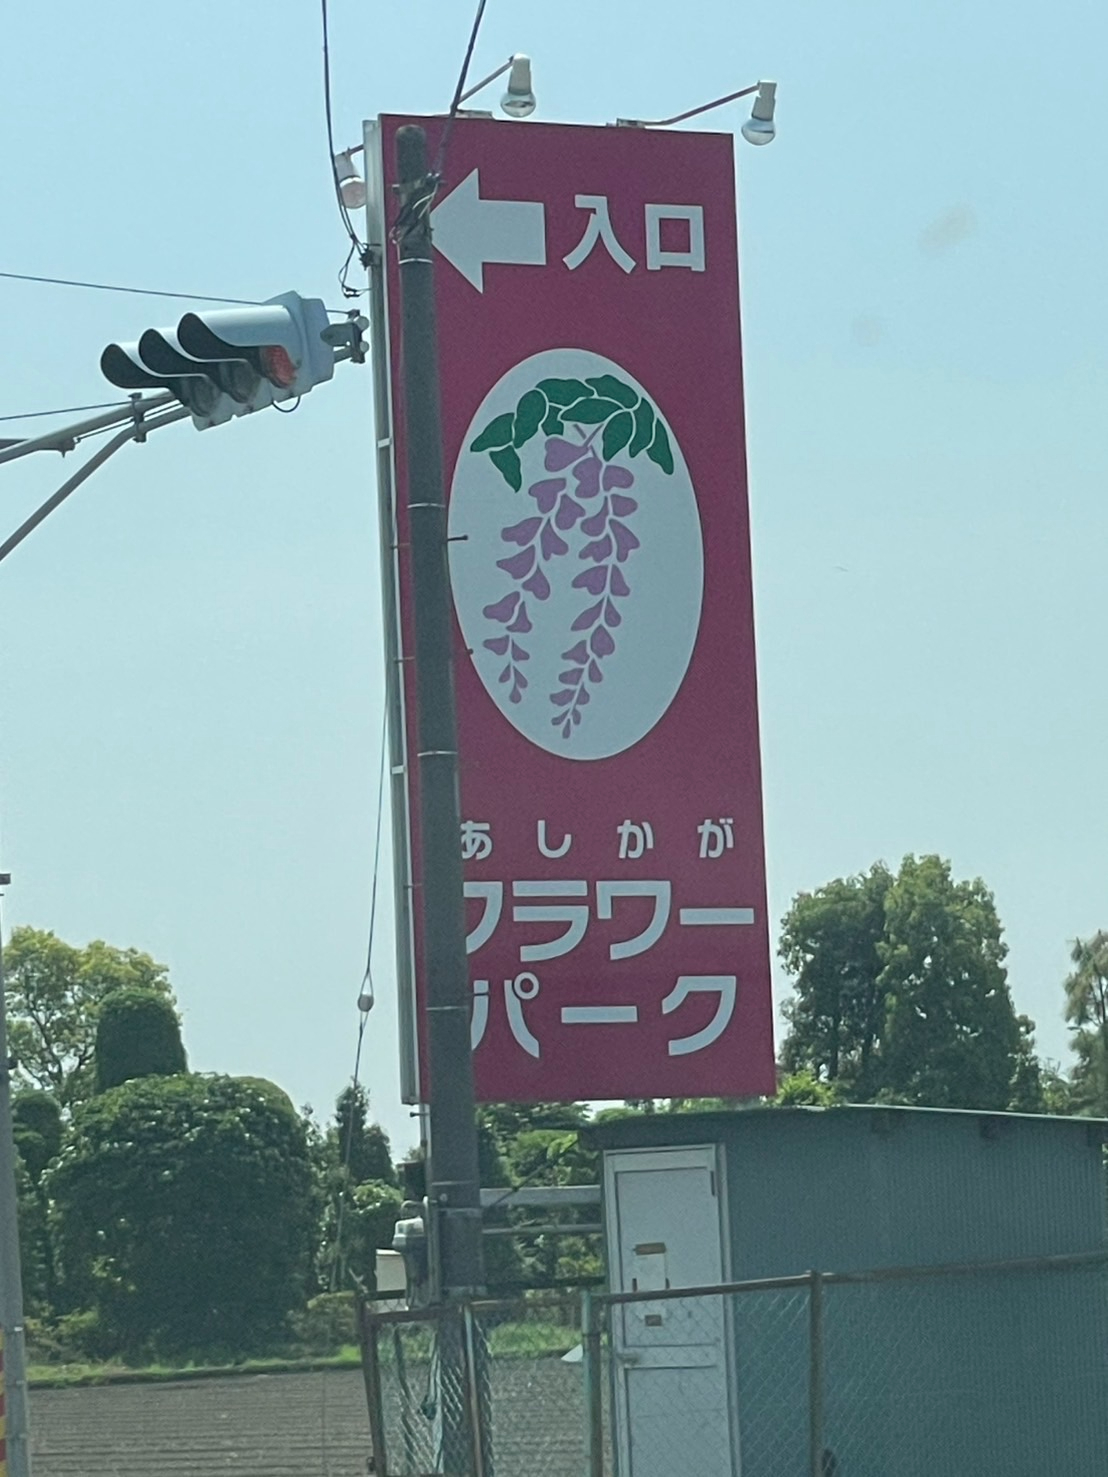 入口
あしかが
フラワー
パーク